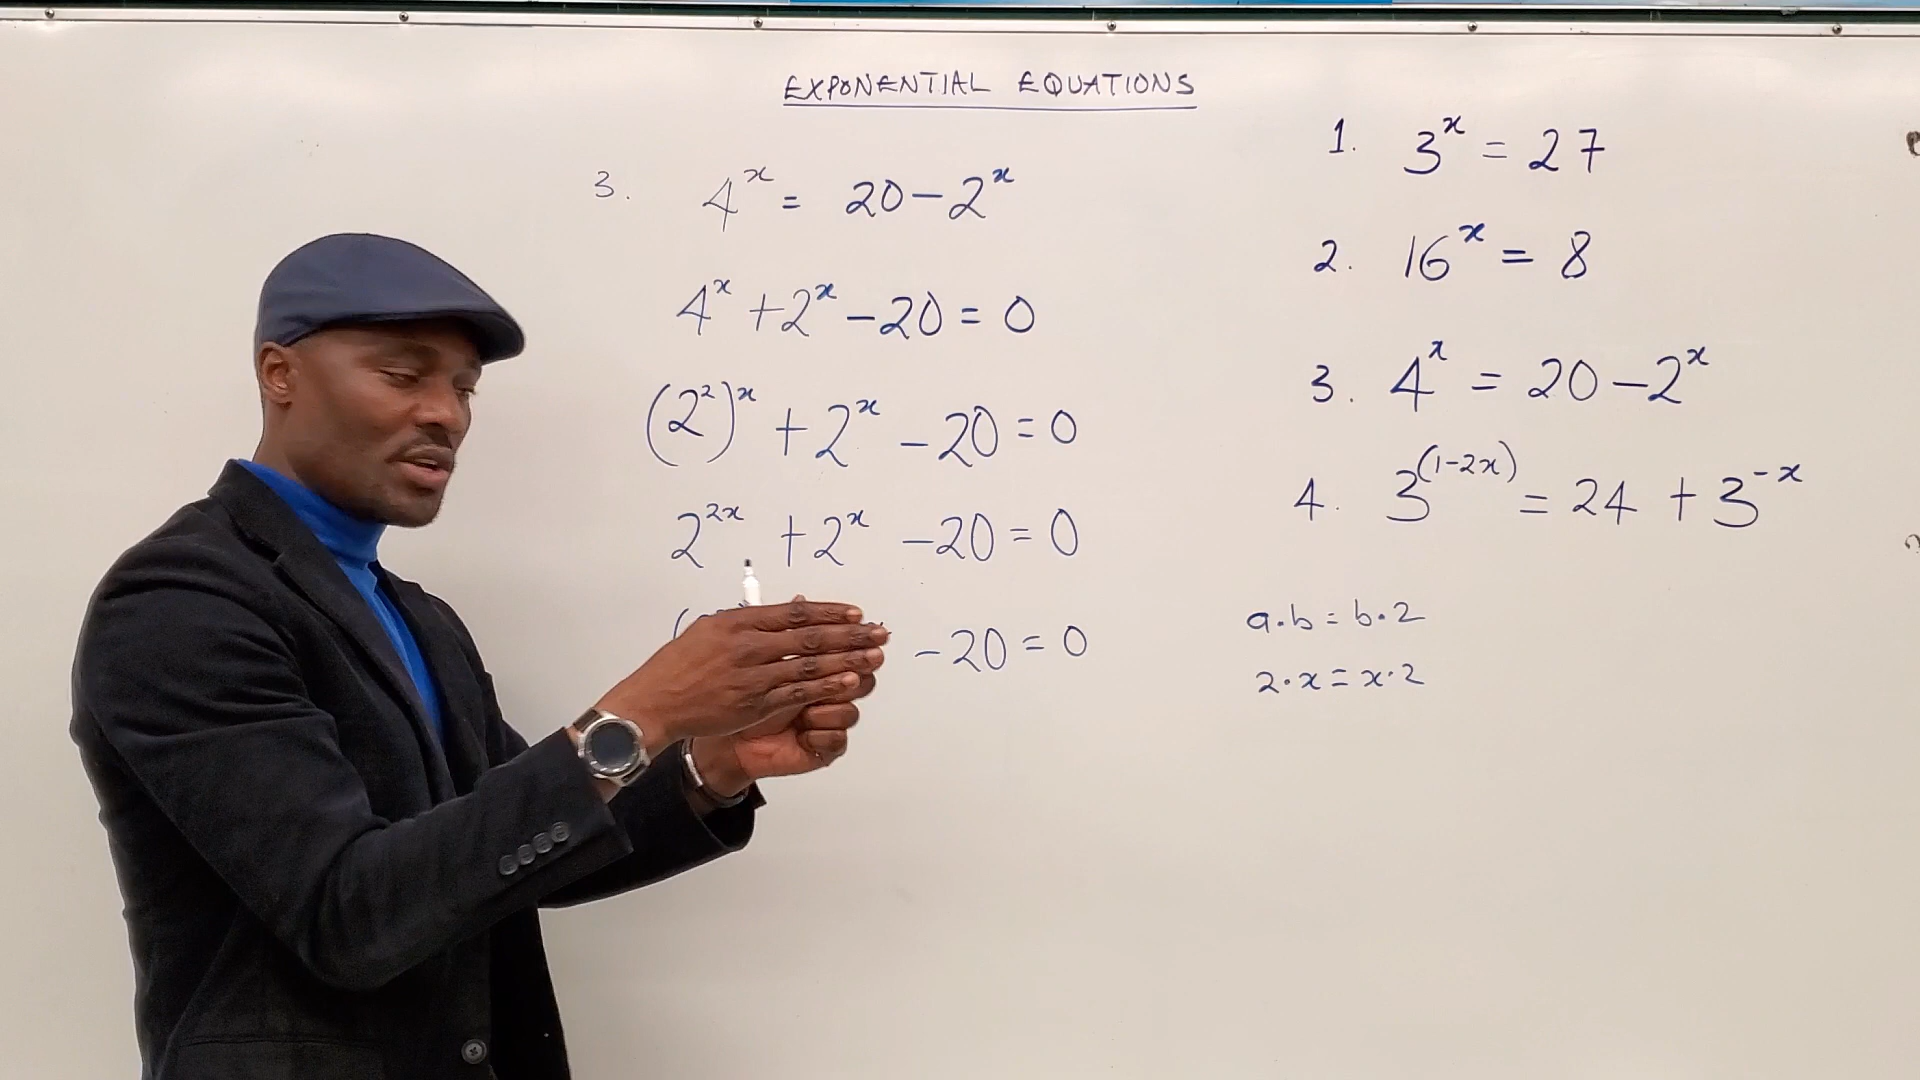 EXPONENTIAL EQUATIONS
3. 4^x = 20 - 2^x
4^x + 2^x - 20 = 0
(2^2)^x + 2^x - 20 = 0
2^{2x} + 2^x - 20 = 0
- 20 = 0
1. 3^x = 27
2. 16^x = 8
3. 4^x = 20 - 2^x
4. 3^{(1-2x)} = 24 + 3^{-x}
a·b = b·2
2·x = x·2